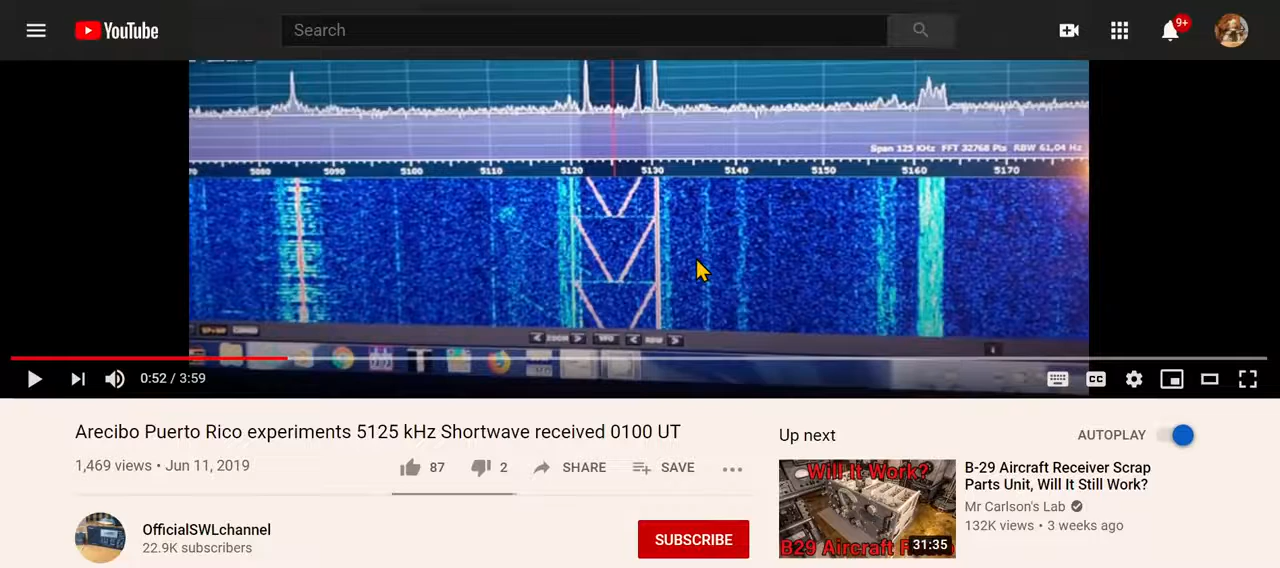 YouTube
Search
9+
Span 125 KHz FFT 32768 Pts RBW 61,04 Hz
5080 5090 5100 5110 5120 5130 5140 5150 5160 5170
ZOOM RBW
0:52 / 3:59
CC
Arecibo Puerto Rico experiments 5125 kHz Shortwave received 0100 UT
1,469 views • Jun 11, 2019
87 2 SHARE SAVE
OfficialSWLchannel
22.9K subscribers
SUBSCRIBE
Up next
AUTOPLAY
Will It Work?
B29 Aircraft
31:35
B-29 Aircraft Receiver Scrap
Parts Unit, Will It Still Work?
Mr Carlson's Lab
132K views • 3 weeks ago